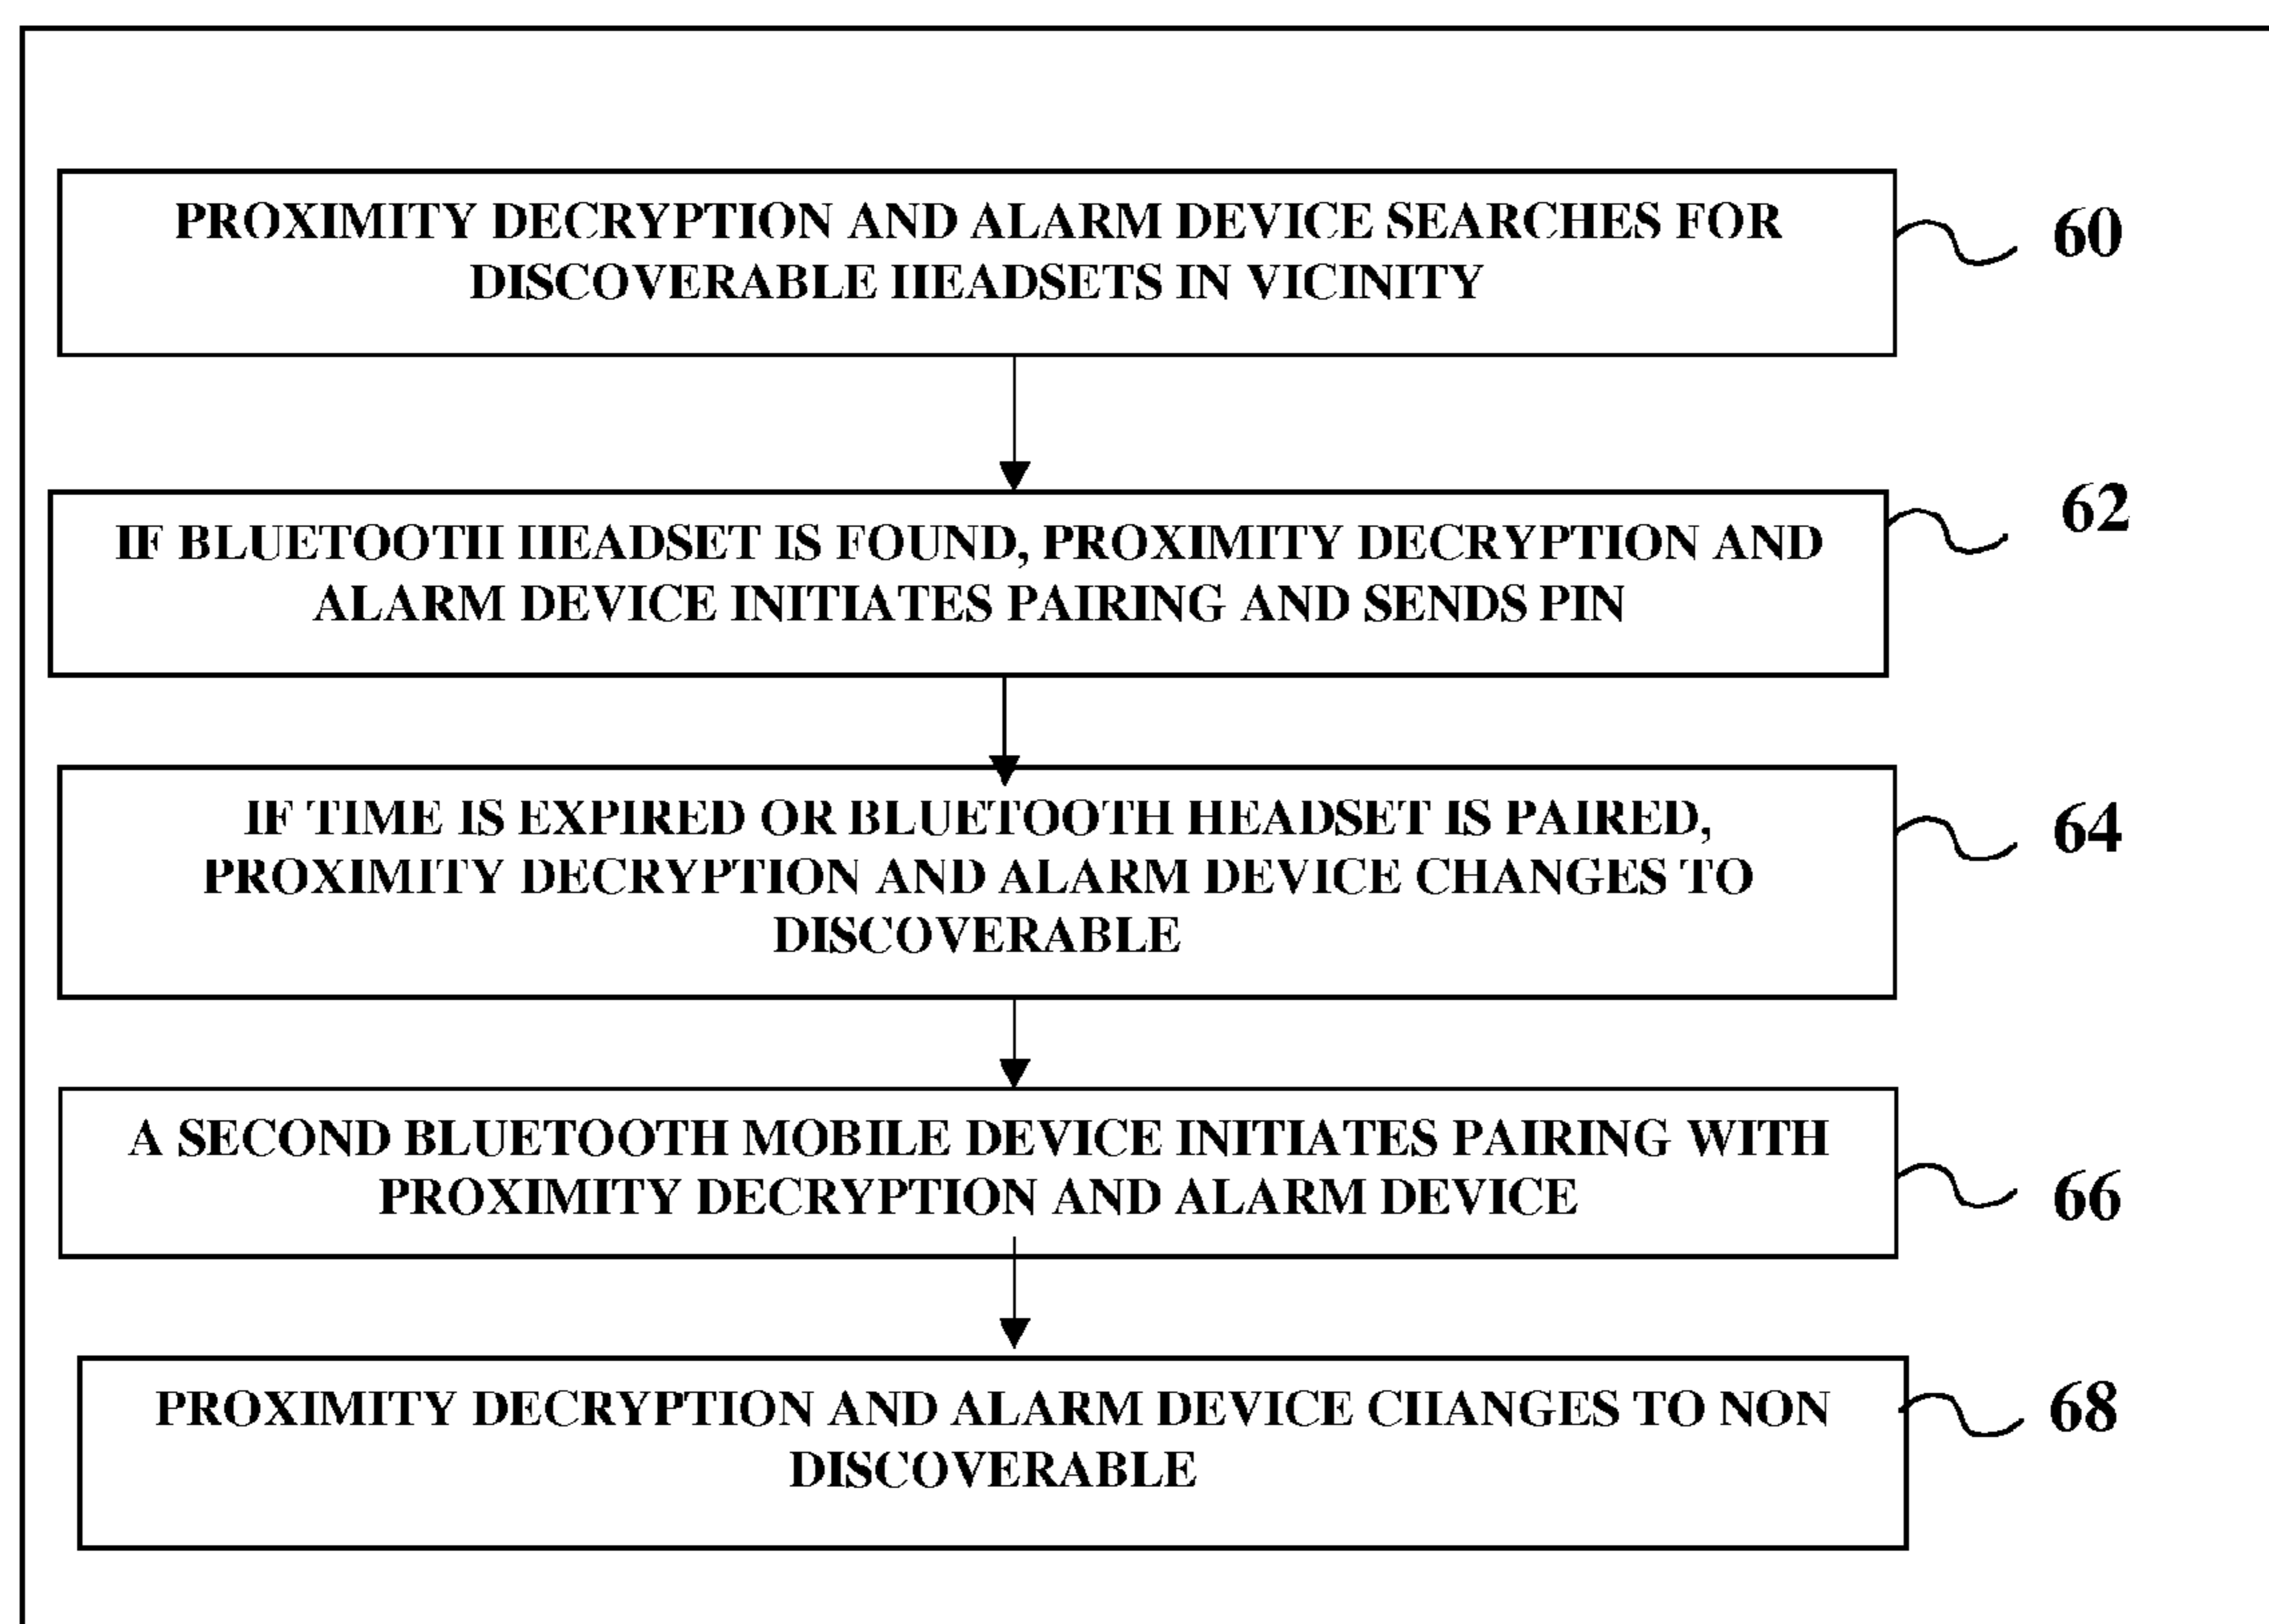 PROXIMITY DECRYPTION AND ALARM DEVICE SEARCHES FOR
DISCOVERABLE HEADSETS IN VICINITY
60
IF BLUETOOTH HEADSET IS FOUND, PROXIMITY DECRYPTION AND
ALARM DEVICE INITIATES PAIRING AND SENDS PIN
62
IF TIME IS EXPIRED OR BLUETOOTH HEADSET IS PAIRED,
PROXIMITY DECRYPTION AND ALARM DEVICE CHANGES TO
DISCOVERABLE
64
A SECOND BLUETOOTH MOBILE DEVICE INITIATES PAIRING WITH
PROXIMITY DECRYPTION AND ALARM DEVICE
66
PROXIMITY DECRYPTION AND ALARM DEVICE CHANGES TO NON
DISCOVERABLE
68